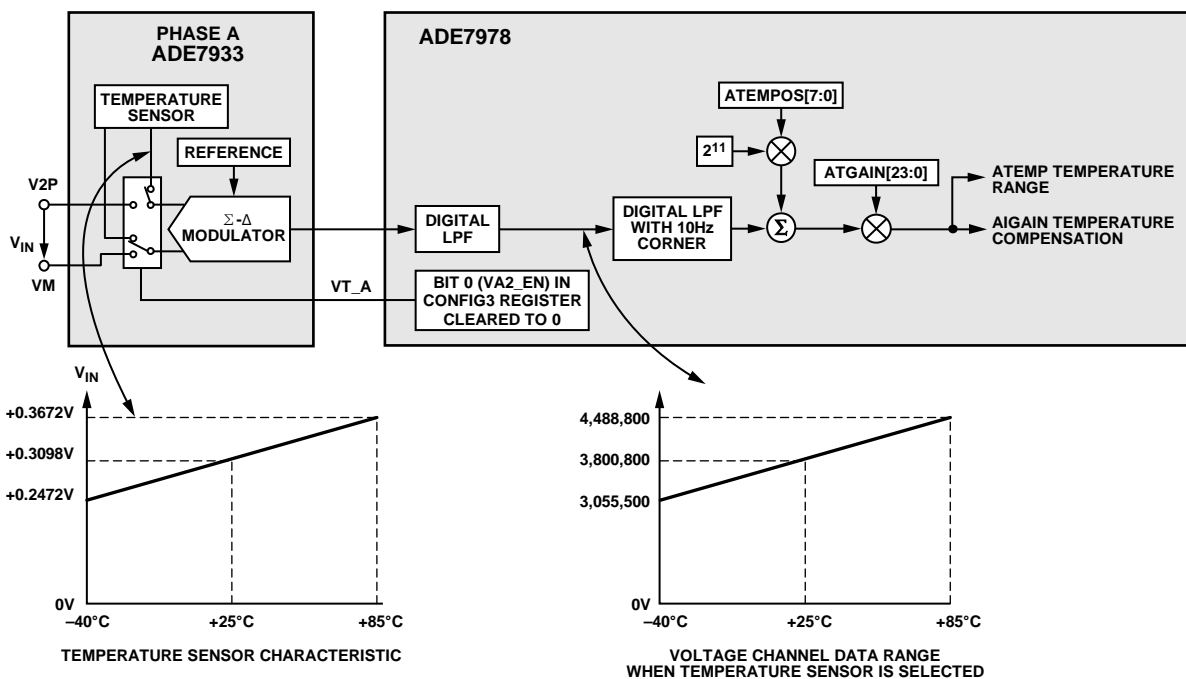 PHASE A
ADE7933
ADE7978
TEMPERATURE
SENSOR
REFERENCE
V2P
VIN
VM
Σ-Δ
MODULATOR
DIGITAL
LPF
VT_A
BIT 0 (VA2_EN) IN
CONFIG3 REGISTER
CLEARED TO 0
DIGITAL LPF
WITH 10Hz
CORNER
ATEMPOS[7:0]
2¹¹
Σ
ATGAIN[23:0]
ATEMP TEMPERATURE
RANGE
AIGAIN TEMPERATURE
COMPENSATION
VIN
+0.3672V
+0.3098V
+0.2472V
0V
–40°C
+25°C
+85°C
TEMPERATURE SENSOR CHARACTERISTIC
4,488,800
3,800,800
3,055,500
0V
–40°C
+25°C
+85°C
VOLTAGE CHANNEL DATA RANGE
WHEN TEMPERATURE SENSOR IS SELECTED